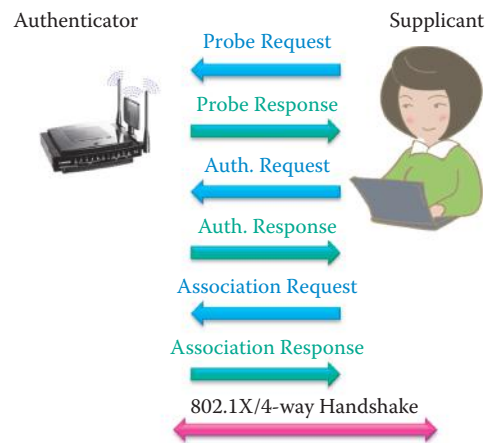 Authenticator
Supplicant
Probe Request
Probe Response
Auth. Request
Auth. Response
Association Request
Association Response
802.1X/4-way Handshake